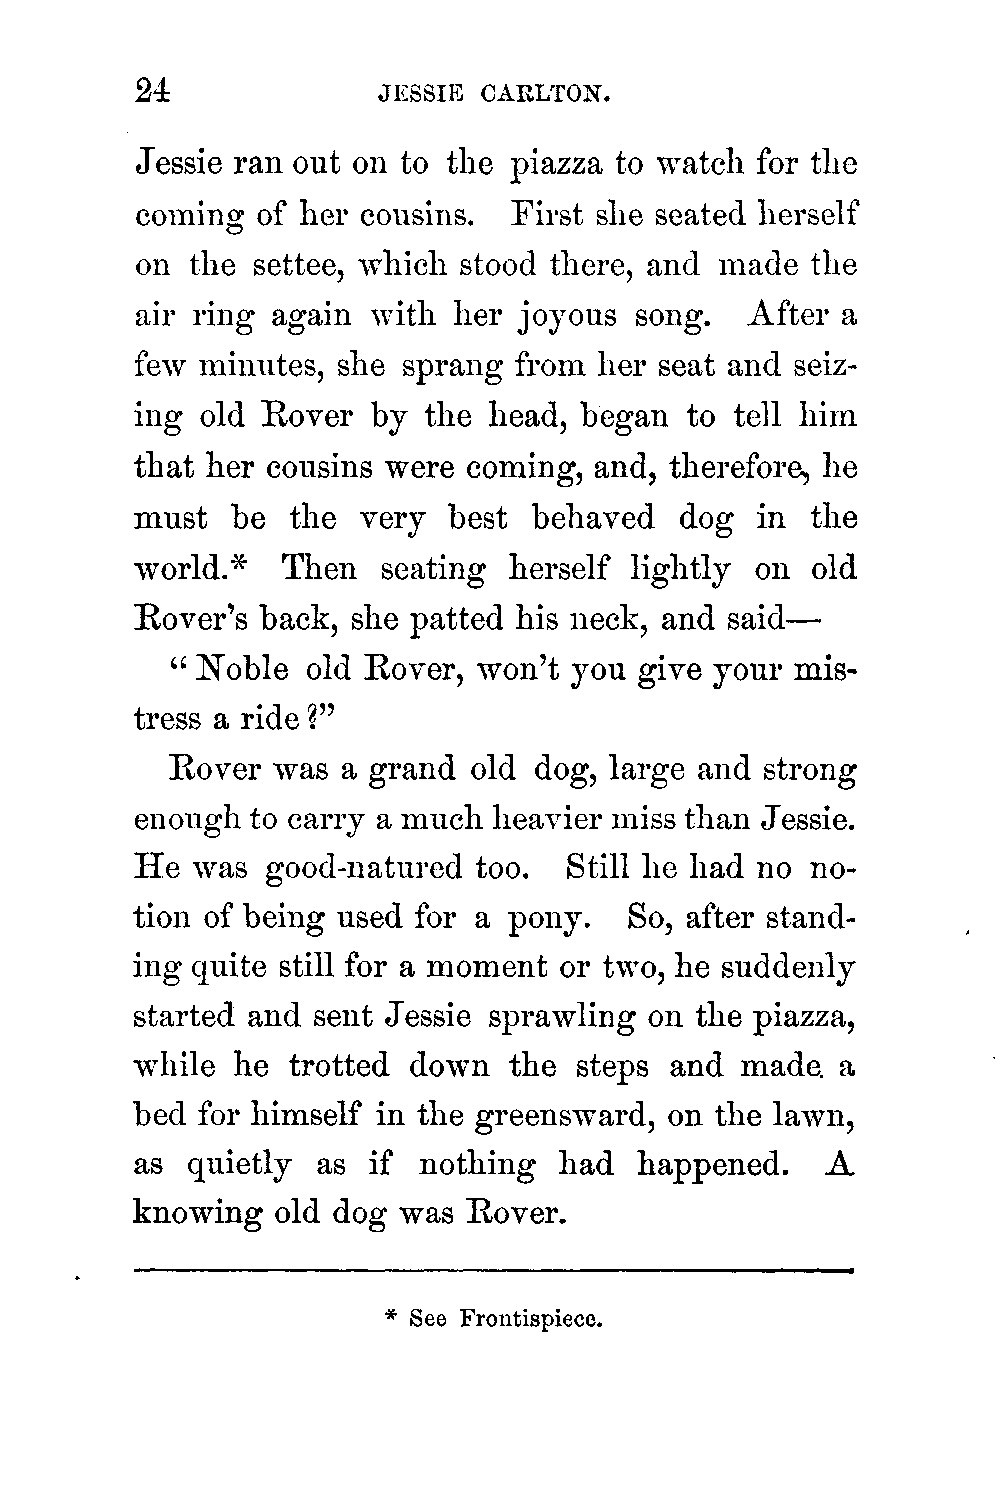 24 JESSIE CARLTON.
Jessie ran out on to the piazza to watch for the
coming of her cousins. First she seated herself
on the settee, which stood there, and made the
air ring again with her joyous song. After a
few minutes, she sprang from her seat and seiz-
ing old Rover by the head, began to tell him
that her cousins were coming, and, therefore, he
must be the very best behaved dog in the
world.* Then seating herself lightly on old
Rover's back, she patted his neck, and said—
"Noble old Rover, won't you give your mis-
tress a ride?"
Rover was a grand old dog, large and strong
enough to carry a much heavier miss than Jessie.
He was good-natured too. Still he had no no-
tion of being used for a pony. So, after stand-
ing quite still for a moment or two, he suddenly
started and sent Jessie sprawling on the piazza,
while he trotted down the steps and made a
bed for himself in the greensward, on the lawn,
as quietly as if nothing had happened. A
knowing old dog was Rover.
* See Frontispiece.